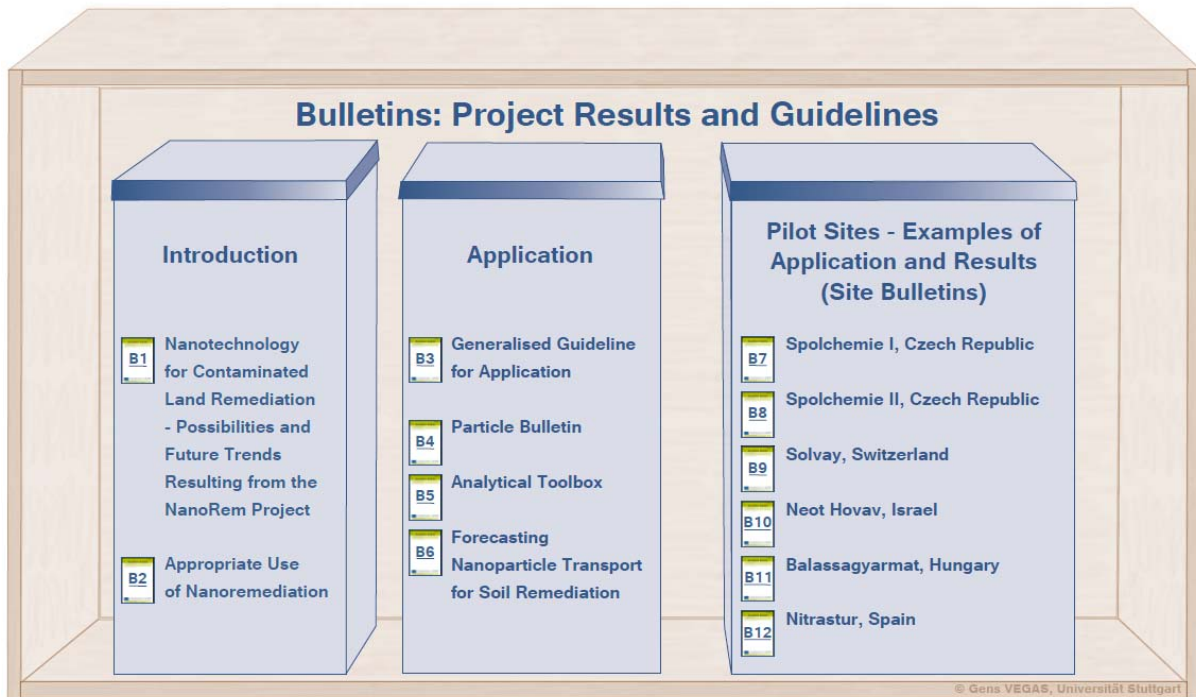 Bulletins: Project Results and Guidelines
Introduction
B1
Nanotechnology
for Contaminated
Land Remediation
- Possibilities and
Future Trends
Resulting from the
NanoRem Project
B2
Appropriate Use
of Nanoremediation
Application
B3
Generalised Guideline
for Application
B4
Particle Bulletin
B5
Analytical Toolbox
B6
Forecasting
Nanoparticle Transport
for Soil Remediation
Pilot Sites - Examples of
Application and Results
(Site Bulletins)
B7
Spolchemie I, Czech Republic
B8
Spolchemie II, Czech Republic
B9
Solvay, Switzerland
B10
Neot Hovav, Israel
B11
Balassagyarmat, Hungary
B12
Nitrastur, Spain
© Gens VEGAS, Universität Stuttgart